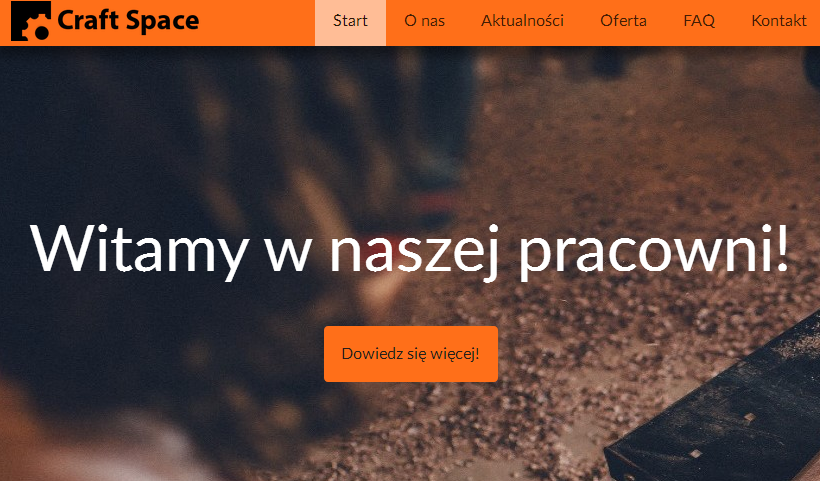 Craft Space Start O nas Aktualności Oferta FAQ Kontakt
Witamy w naszej pracowni!
Dowiedz się więcej!